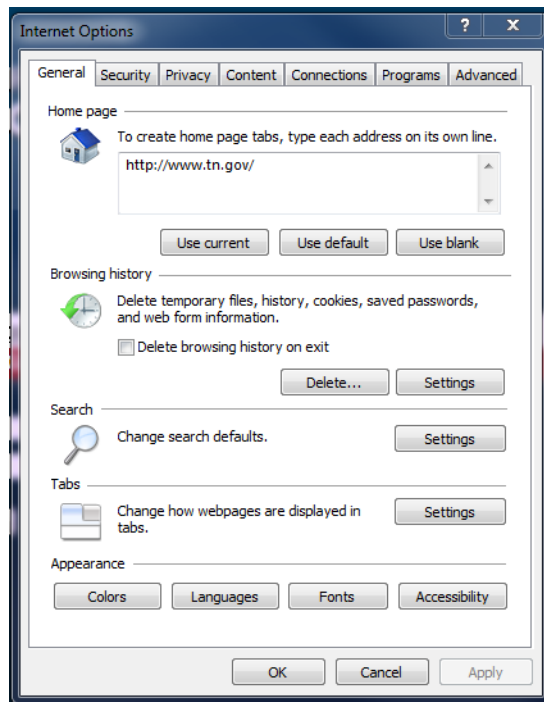 Internet Options
? X
General Security Privacy Content Connections Programs Advanced
Home page
To create home page tabs, type each address on its own line.
http://www.tn.gov/
Use current Use default Use blank
Browsing history
Delete temporary files, history, cookies, saved passwords,
and web form information.
Delete browsing history on exit
Delete... Settings
Search
Change search defaults. Settings
Tabs
Change how webpages are displayed in Settings
tabs.
Appearance
Colors Languages Fonts Accessibility
OK Cancel Apply